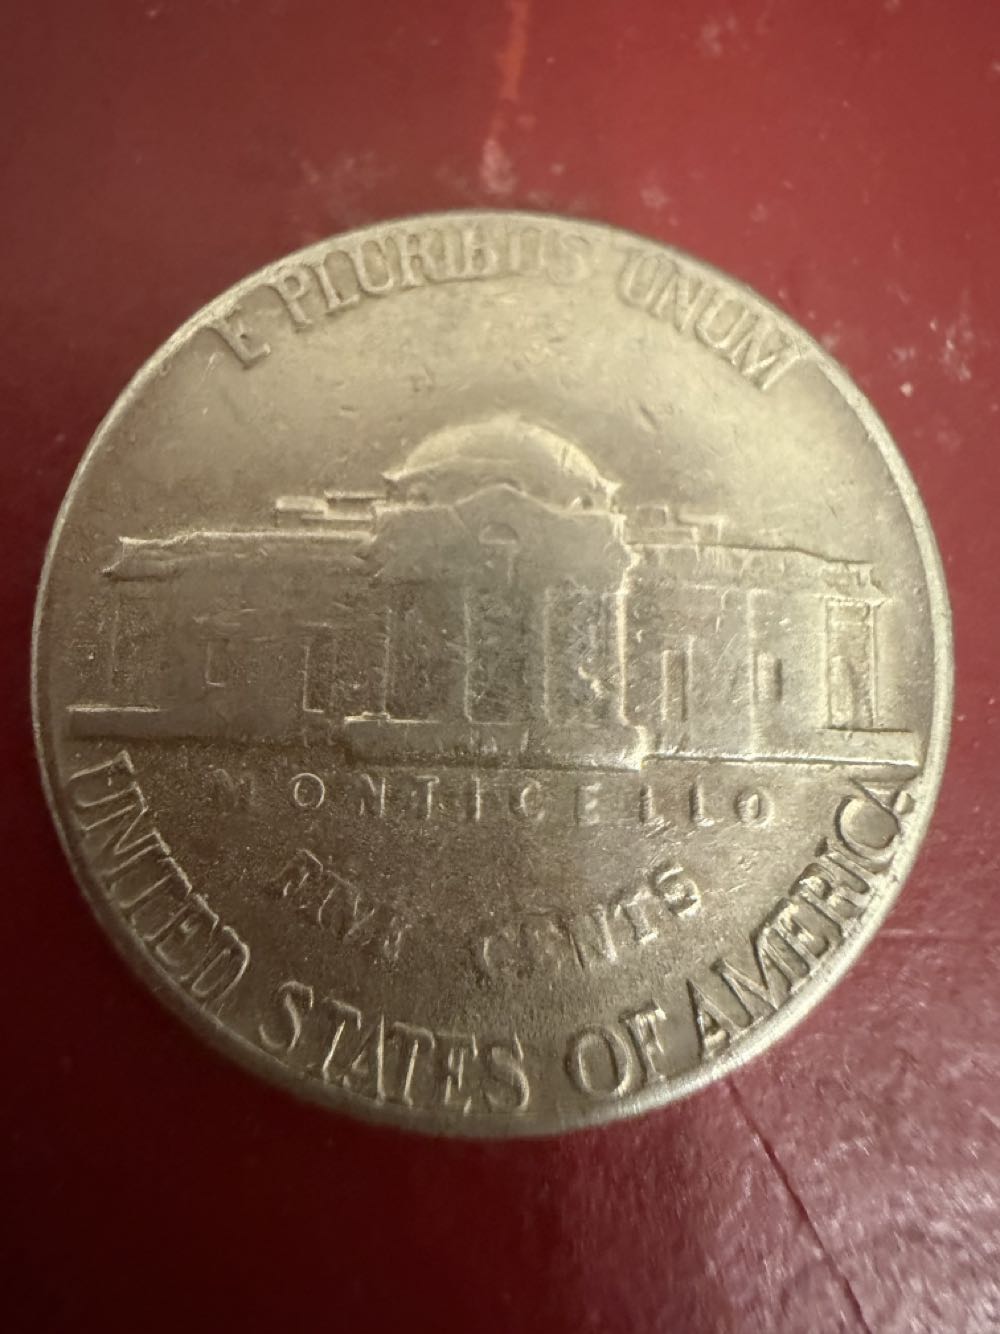 E PLURIBUS UNUM
MONTICELLO
FIVE CENTS
UNITED STATES OF AMERICA